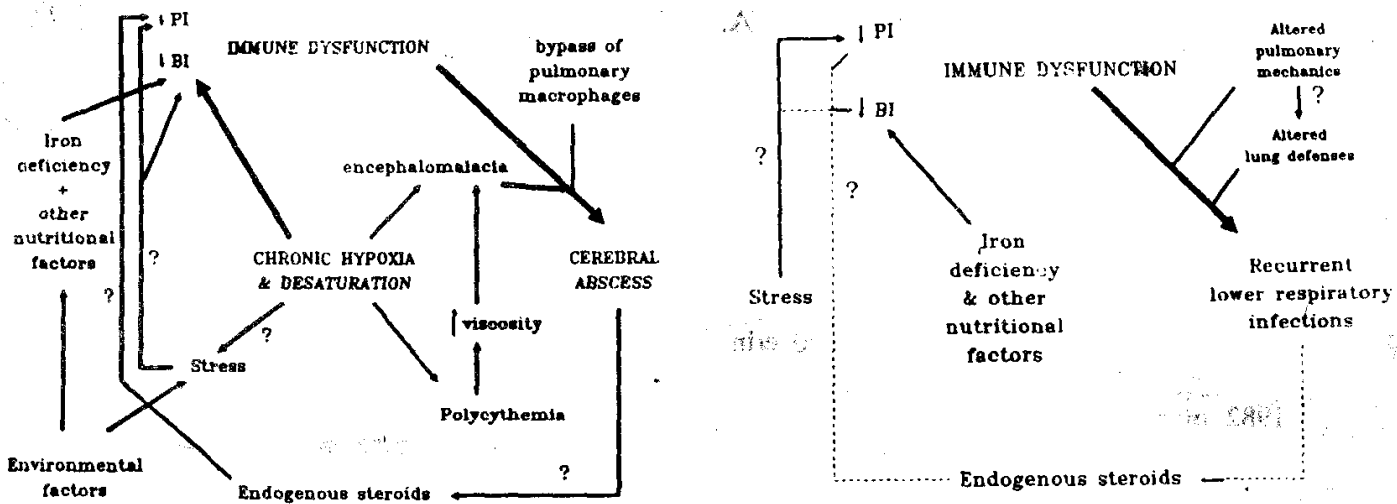 ↓ PI
↓ BI
IMMUNE DYSFUNCTION
bypass of
pulmonary
macrophages
Iron
deficiency
+
other
nutritional
factors
encephalomalacia
?
?
CHRONIC HYPOXIA
& DESATURATION
CEREBRAL
ABSCESS
?
↑ viscosity
Stress
Polycythemia
Environmental
factors
Endogenous steroids
?
A.
↓ PI
↓ BI
IMMUNE DYSFUNCTION
Altered
pulmonary
mechanics
?
Altered
lung defenses
?
?
Stress
Iron
deficiency
& other
nutritional
factors
Recurrent
lower respiratory
infections
Endogenous steroids
1982